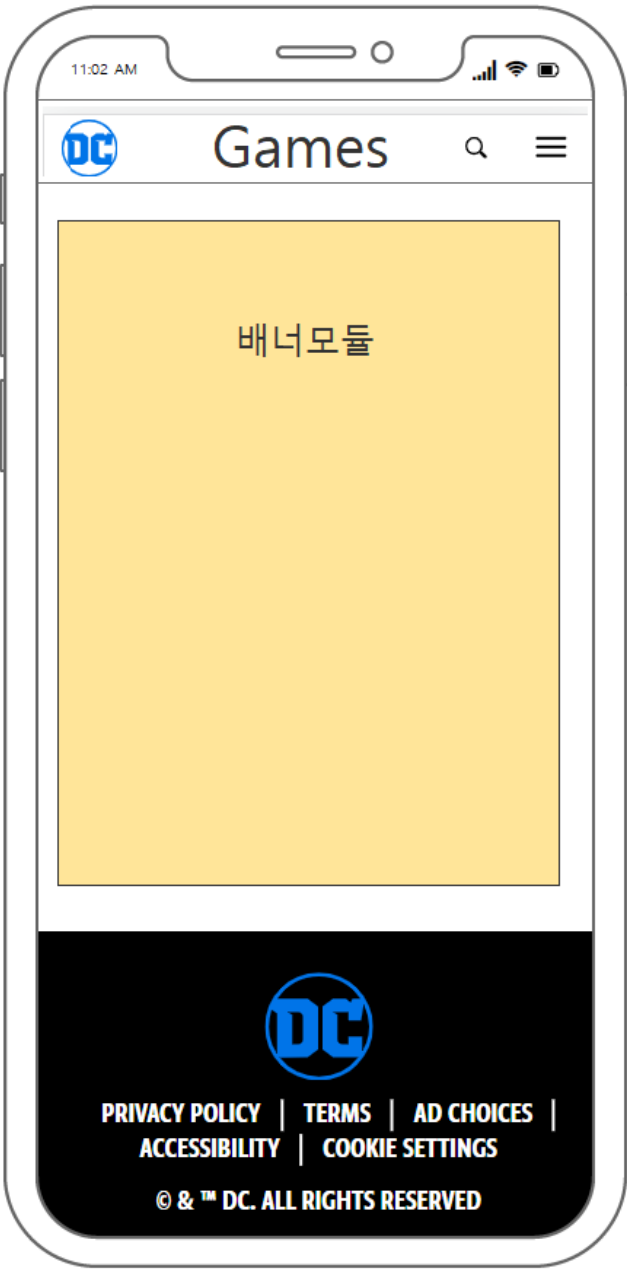 11:02 AM
DC
Games
배너모듈
DC
PRIVACY POLICY | TERMS | AD CHOICES |
ACCESSIBILITY | COOKIE SETTINGS
© & ™ DC. ALL RIGHTS RESERVED